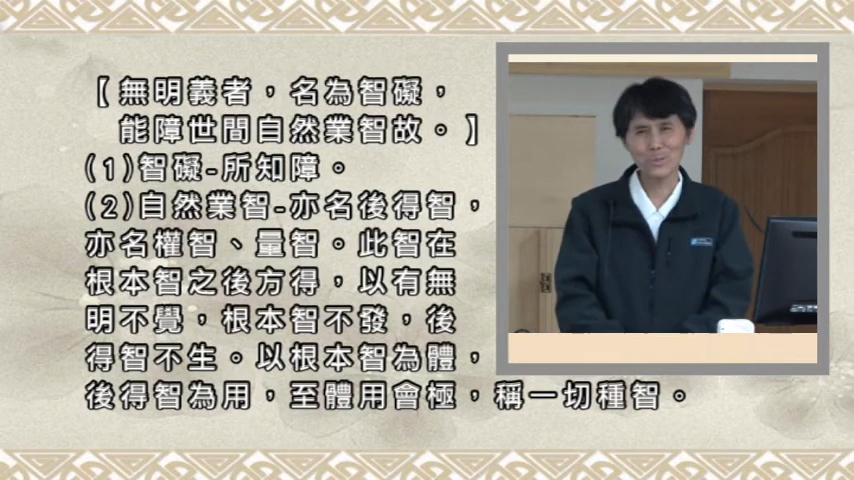 〖無明義者，名為智礙，
能障世間自然業智故。〗
(1)智礙-所知障。
(2)自然業智-亦名後得智，
亦名權智、量智。此智在
根本智之後方得，以有無
明不覺，根本智不發，後
得智不生。以根本智為體，
後得智為用，至體用會極，稱一切種智。